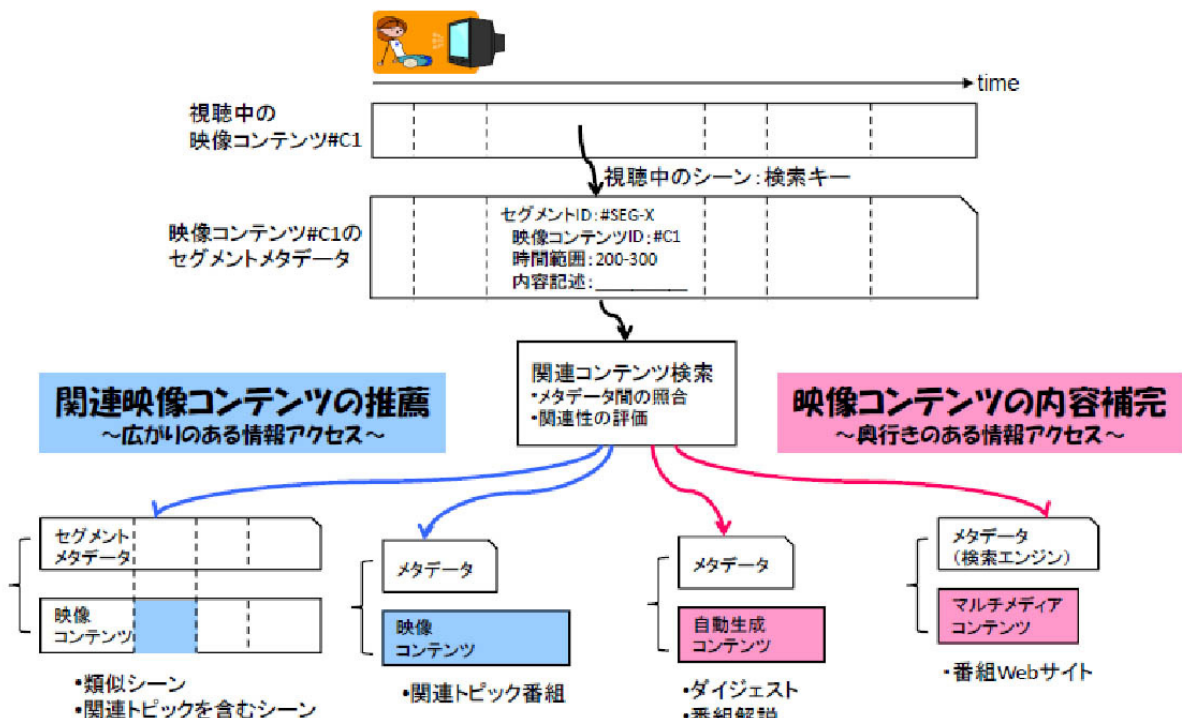 time
視聴中の
映像コンテンツ#C1
視聴中のシーン:検索キー
映像コンテンツ#C1の
セグメントメタデータ
セグメントID:#SEG-X
映像コンテンツID:#C1
時間範囲:200-300
内容記述:__________
関連コンテンツ検索
・メタデータ間の照合
・関連性の評価
関連映像コンテンツの推薦
~広がりのある情報アクセス~
映像コンテンツの内容補完
~奥行きのある情報アクセス~
セグメント
メタデータ
映像
コンテンツ
・類似シーン
・関連トピックを含むシーン
メタデータ
映像
コンテンツ
・関連トピック番組
メタデータ
自動生成
コンテンツ
・ダイジェスト
・番組解説
メタデータ
(検索エンジン)
マルチメディア
コンテンツ
・番組Webサイト